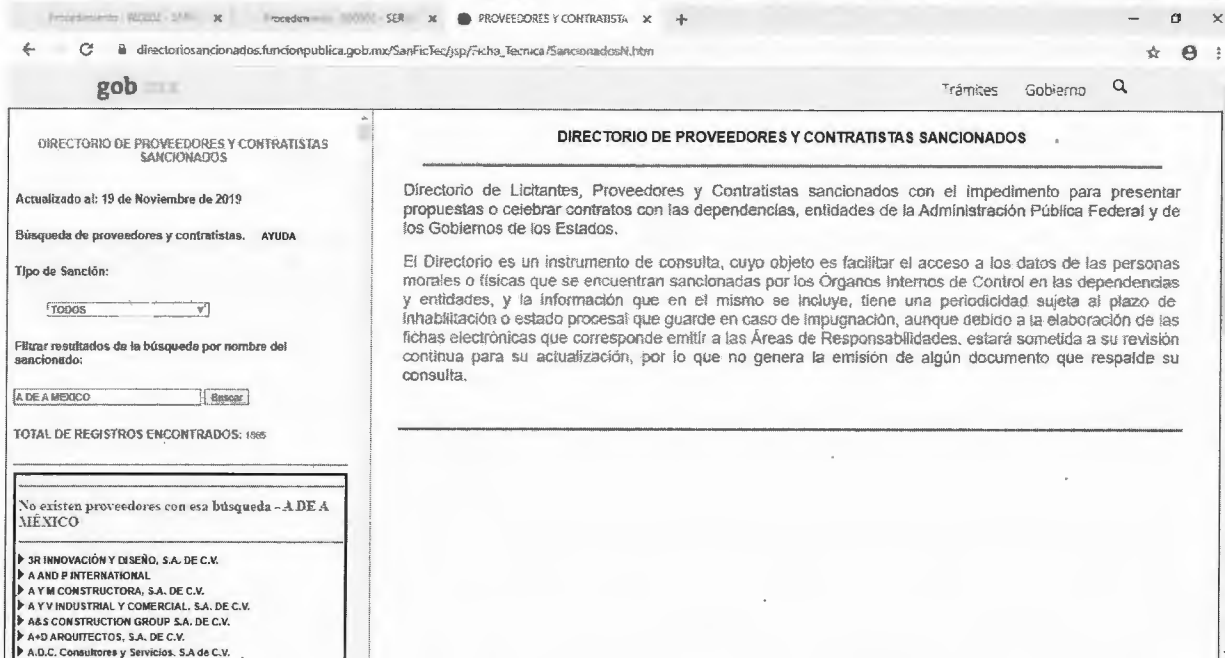 SER
PROVEEDORES Y CONTRATISTA
directoriosancionados.funcionpublica.gob.mx/SanFicTec/jsp/Ficha_Tecnica/SancionadosN.htm
gob
Trámites Gobierno
DIRECTORIO DE PROVEEDORES Y CONTRATISTAS
SANCIONADOS
Actualizado al: 19 de Noviembre de 2019
Búsqueda de proveedores y contratistas. AYUDA
Tipo de Sanción:
TODOS
Filtrar resultados de la búsqueda por nombre del
sancionado:
A DE A MEXICO Buscar
TOTAL DE REGISTROS ENCONTRADOS:
No existen proveedores con esa búsqueda - A DE A
MÉXICO
3R INNOVACIÓN Y DISEÑO, S.A. DE C.V.
A AND P INTERNATIONAL
A Y M CONSTRUCTORA, S.A. DE C.V.
A Y V INDUSTRIAL Y COMERCIAL, S.A. DE C.V.
A&S CONSTRUCTION GROUP S.A. DE C.V.
A+D ARQUITECTOS, S.A. DE C.V.
A.D.C. Consultores y Servicios, S.A de C.V.
DIRECTORIO DE PROVEEDORES Y CONTRATISTAS SANCIONADOS
Directorio de Licitantes, Proveedores y Contratistas sancionados con el impedimento para presentar
propuestas o celebrar contratos con las dependencias, entidades de la Administración Pública Federal y de
los Gobiernos de los Estados.
El Directorio es un instrumento de consulta, cuyo objeto es facilitar el acceso a los datos de las personas
morales o físicas que se encuentran sancionadas por los Órganos Internos de Control en las dependencias
y entidades, y la información que en el mismo se incluye, tiene una periodicidad sujeta al plazo de
inhabilitación o estado procesal que guarde en caso de impugnación, aunque debido a la elaboración de las
fichas electrónicas que corresponde emitir a las Áreas de Responsabilidades, estará sometida a su revisión
continua para su actualización, por lo que no genera la emisión de algún documento que respalde su
consulta.